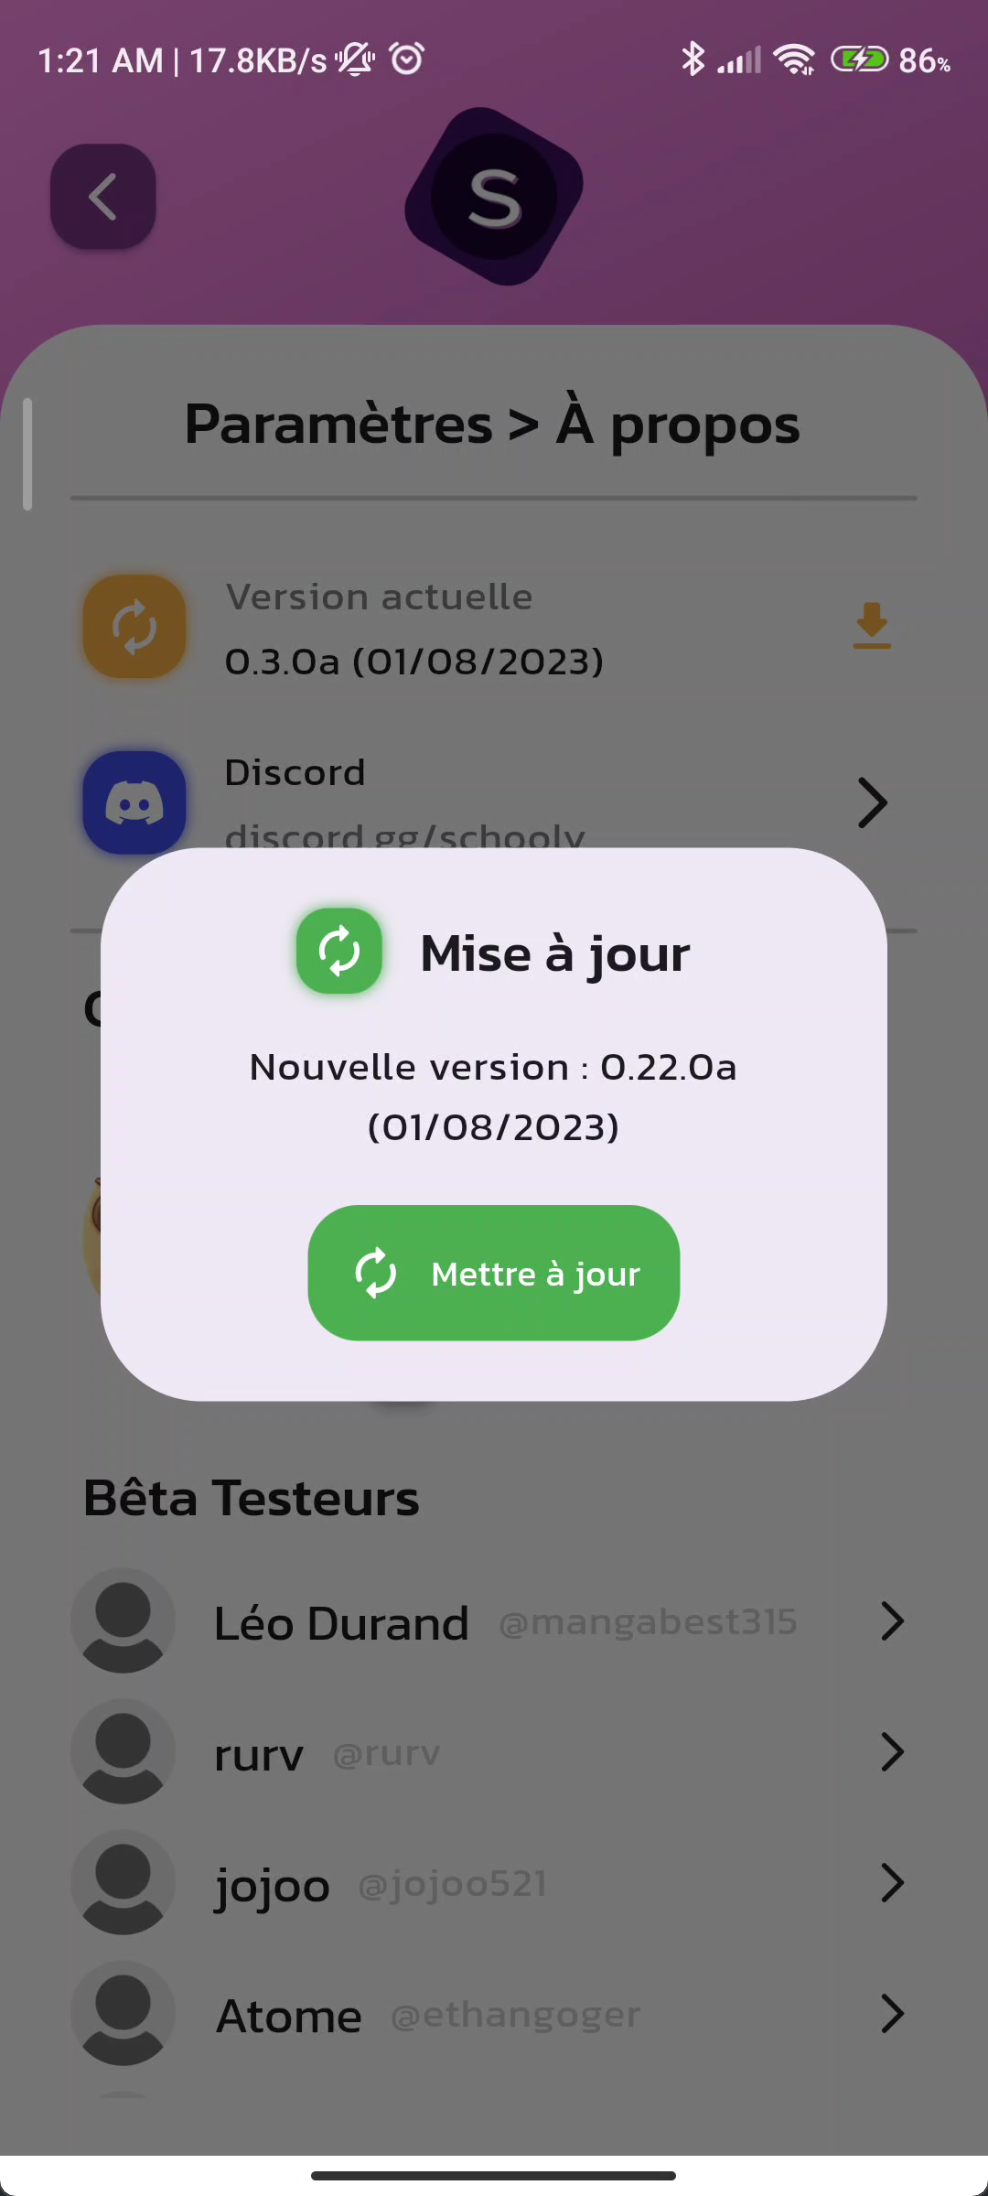 1:21 AM | 17.8KB/s
86%
S
Paramètres > À propos
Version actuelle
0.3.0a (01/08/2023)
Discord
discord.gg/schooly
Mise à jour
Nouvelle version : 0.22.0a
(01/08/2023)
Mettre à jour
Bêta Testeurs
Léo Durand @mangabest315
rurv @rurv
jojoo @jojoo521
Atome @ethangoger